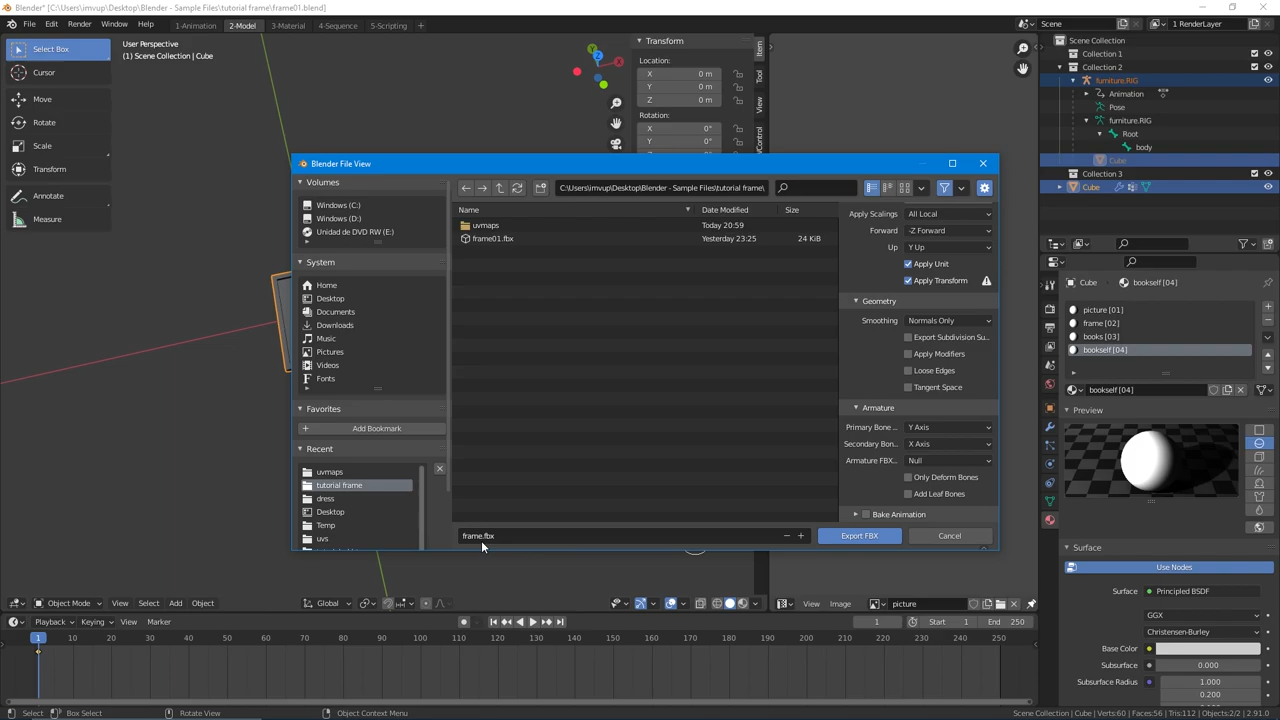 Blender* [C:\Users\imvup\Desktop\Blender - Sample Files\tutorial frame\frame01.blend]
File Edit Render Window Help 1-Animation 2-Model 3-Material 4-Sequence 5-Scripting Scene 1 RenderLayer
Select Box
Cursor
Move
Rotate
Scale
Transform
Annotate
Measure
User Perspective
(1) Scene Collection | Cube
Z
X
Y
Transform
Location:
X 0 m
Y 0 m
Z 0 m
Rotation:
X 0°
Y 0°
Item
Tool
View
Scene Collection
Collection 1
Collection 2
furniture.RIG
Animation
Pose
furniture.RIG
Root
body
Cube
Collection 3
Cube
Blender File View
Volumes
Windows (C:)
Windows (D:)
Unidad de DVD RW (E:)
System
Home
Desktop
Documents
Downloads
Music
Pictures
Videos
Fonts
Favorites
Add Bookmark
Recent
uvmaps
tutorial frame
dress
Desktop
Temp
uvs
C:\Users\imvup\Desktop\Blender - Sample Files\tutorial frame\
Name Date Modified Size
uvmaps Today 20:59
frame01.fbx Yesterday 23:25 24 KiB
Apply Scalings All Local
Forward -Z Forward
Up Y Up
Apply Unit
Apply Transform
Geometry
Smoothing Normals Only
Export Subdivision Su...
Apply Modifiers
Loose Edges
Tangent Space
Armature
Primary Bone ... Y Axis
Secondary Bon... X Axis
Armature FBX... Null
Only Deform Bones
Add Leaf Bones
Bake Animation
frame.fbx Export FBX Cancel
Cube bookself [04]
picture [01]
frame [02]
books [03]
bookself [04]
bookself [04]
Preview
Surface
Use Nodes
Surface Principled BSDF
GGX
Christensen-Burley
Base Color
Subsurface 0.000
Subsurface Radius 1.000
0.200
Object Mode View Select Add Object Global View Image picture
Playback Keying View Marker 1 Start 1 End 250
1 10 20 30 40 50 60 70 80 90 100 110 120 130 140 150 160 170 180 190 200 210 220 230 240 250
Select Box Select Rotate View Object Context Menu Scene Collection | Cube | Verts:60 | Faces:56 | Tris:112 | Objects:2/2 | 2.91.0